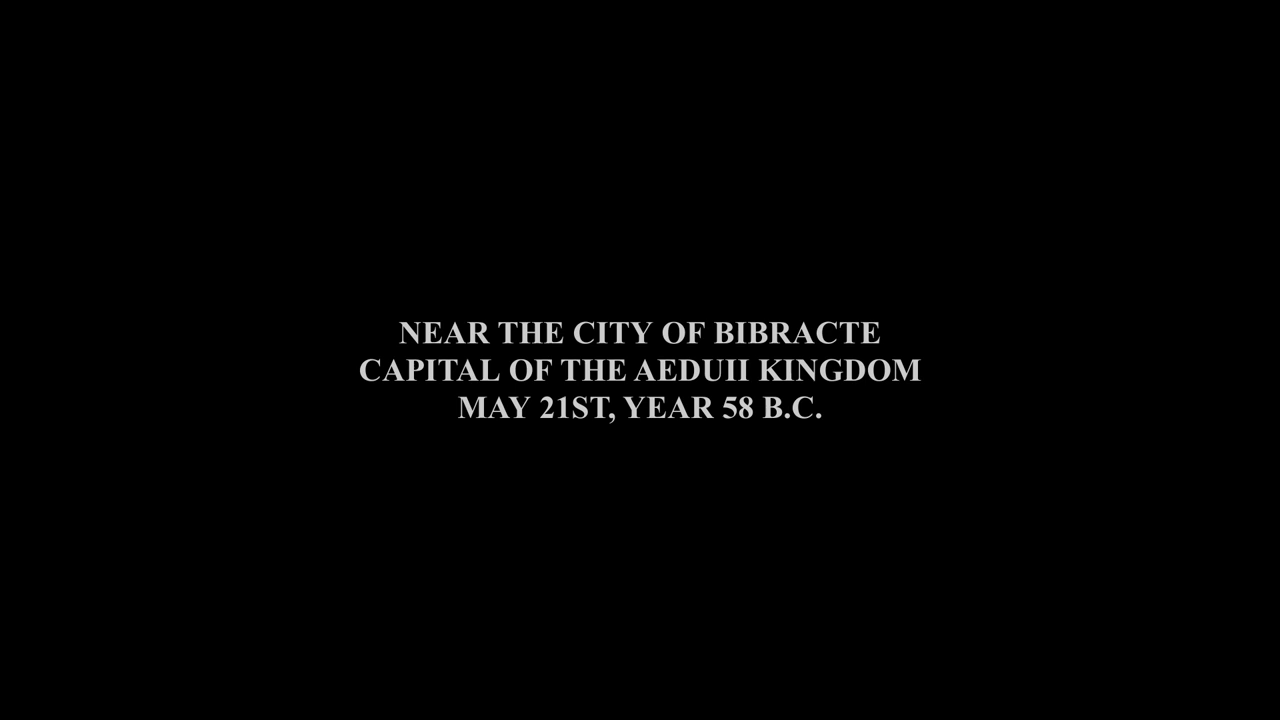 NEAR THE CITY OF BIBRACTE
CAPITAL OF THE AEDUII KINGDOM
MAY 21ST, YEAR 58 B.C.